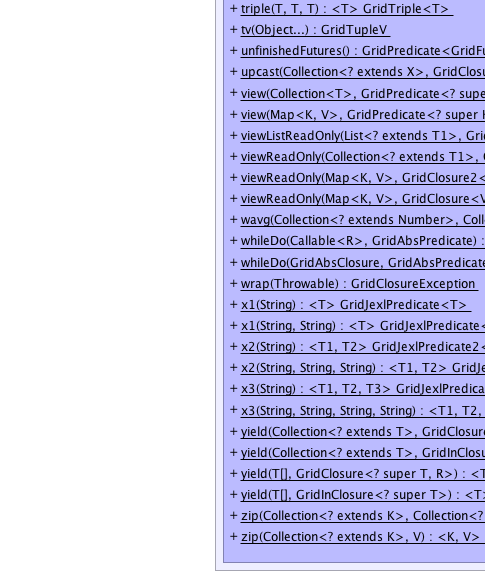 + triple(T, T, T) : <T> GridTriple<T>
+ tv(Object...) : GridTupleV
+ unfinishedFutures() : GridPredicate<GridFu
+ upcast(Collection<? extends X>, GridClosu
+ view(Collection<T>, GridPredicate<? supe
+ view(Map<K, V>, GridPredicate<? super
+ viewListReadOnly(List<? extends T1>, Gri
+ viewReadOnly(Collection<? extends T1>,
+ viewReadOnly(Map<K, V>, GridClosure2<
+ viewReadOnly(Map<K, V>, GridClosure<V
+ wavg(Collection<? extends Number>, Coll
+ whileDo(Callable<R>, GridAbsPredicate) :
+ whileDo(GridAbsClosure, GridAbsPredicate
+ wrap(Throwable) : GridClosureException
+ x1(String) : <T> GridJexlPredicate<T>
+ x1(String, String) : <T> GridJexlPredicate<
+ x2(String) : <T1, T2> GridJexlPredicate2<
+ x2(String, String, String) : <T1, T2> GridJe
+ x3(String) : <T1, T2, T3> GridJexlPredica
+ x3(String, String, String, String) : <T1, T2,
+ yield(Collection<? extends T>, GridClosure
+ yield(Collection<? extends T>, GridInClosu
+ yield(T[], GridClosure<? super T, R>) : <T
+ yield(T[], GridInClosure<? super T>) : <T>
+ zip(Collection<? extends K>, Collection<?
+ zip(Collection<? extends K>, V) : <K, V>